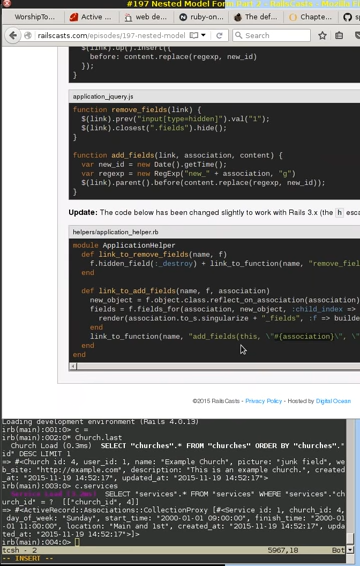 #197 Nested Model Form Part 2 - RailsCasts - Mozilla
WorshipTo...
Active ...
web de...
ruby-on...
The def...
Chapte...
railscasts.com/episodes/197-nested-model
$(link).up().insert({
before: content.replace(regexp, new_id)
});
}
application_jquery.js
function remove_fields(link) {
$(link).prev("input[type=hidden]").val("1");
$(link).closest(".fields").hide();
}
function add_fields(link, association, content) {
var new_id = new Date().getTime();
var regexp = new RegExp("new_" + association, "g")
$(link).parent().before(content.replace(regexp, new_id));
}
Update: The code below has been changed slightly to work with Rails 3.x (the h esca
helpers/application_helper.rb
module ApplicationHelper
def link_to_remove_fields(name, f)
f.hidden_field(:_destroy) + link_to_function(name, "remove_fiel
end
def link_to_add_fields(name, f, association)
new_object = f.object.class.reflect_on_association(association)
fields = f.fields_for(association, new_object, :child_index =>
render(association.to_s.singularize + "_fields", :f => builde
end
link_to_function(name, "add_fields(this, \"#{association}\", \"
end
end
©2015 RailsCasts - Privacy Policy - Hosted by Digital Ocean
Loading development environment (Rails 4.0.13)
irb(main):001:0> c =
irb(main):002:0* Church.last
Church Load (0.3ms) SELECT "churches".* FROM "churches" ORDER BY "churches"."
id" DESC LIMIT 1
=> #<Church id: 4, user_id: 1, name: "Example Church", picture: "junk field", we
b_site: "http://example.com", description: "This is an example church.", created
_at: "2015-11-19 14:52:17", updated_at: "2015-11-19 14:52:17">
irb(main):003:0> c.services
Service Load (3.2ms) SELECT "services".* FROM "services" WHERE "services"."ch
urch_id" = ? [["church_id", 4]]
=> #<ActiveRecord::Associations::CollectionProxy [#<Service id: 1, church_id: 4,
day_of_week: "Sunday", start_time: "2000-01-01 09:00:00", finish_time: "2000-01
-01 11:00:00", location: "Main and 1st", created_at: "2015-11-19 14:52:17", upda
ted_at: "2015-11-19 14:52:17">]>
irb(main):004:0>
tcsh - 2
5967,18
Bot
-- INSERT --